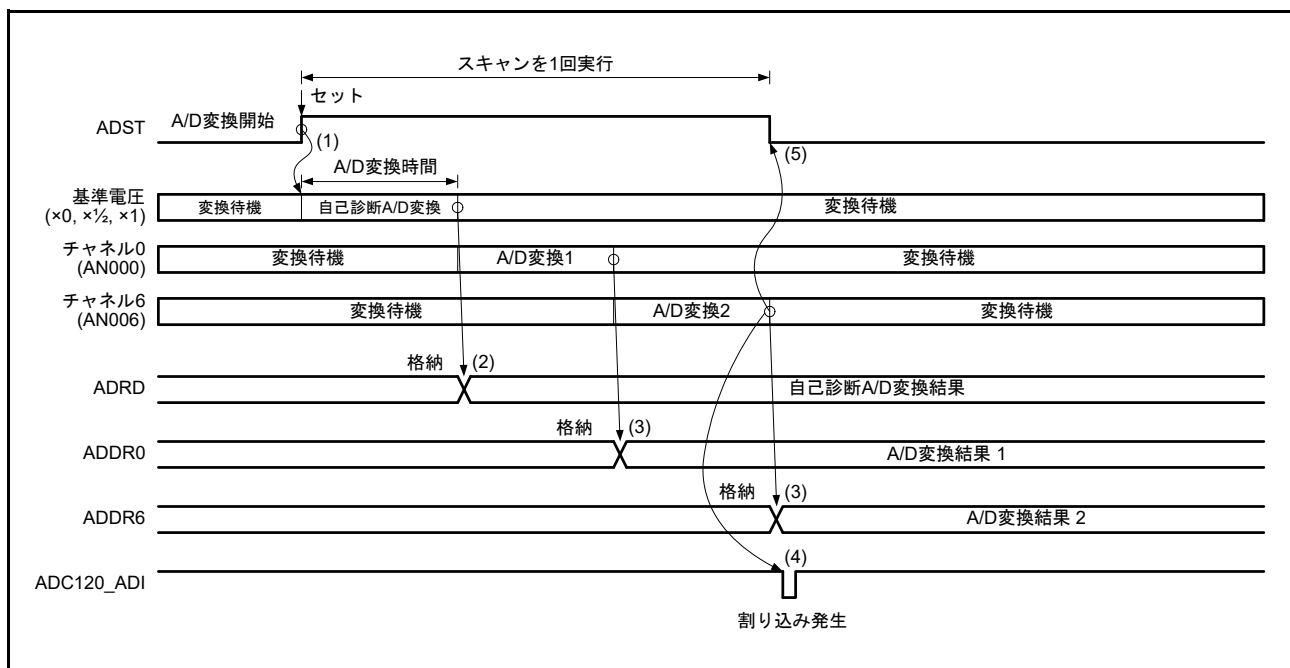 スキャンを1回実行
セット
ADST
A/D変換開始
(1)
(5)
A/D変換時間
基準電圧
(×0, ×½, ×1)
変換待機
自己診断A/D変換
変換待機
チャネル0
(AN000)
変換待機
A/D変換1
変換待機
チャネル6
(AN006)
変換待機
A/D変換2
変換待機
格納
(2)
ADRD
自己診断A/D変換結果
格納
(3)
ADDR0
A/D変換結果 1
格納
(3)
ADDR6
A/D変換結果 2
(4)
ADC120_ADI
割り込み発生